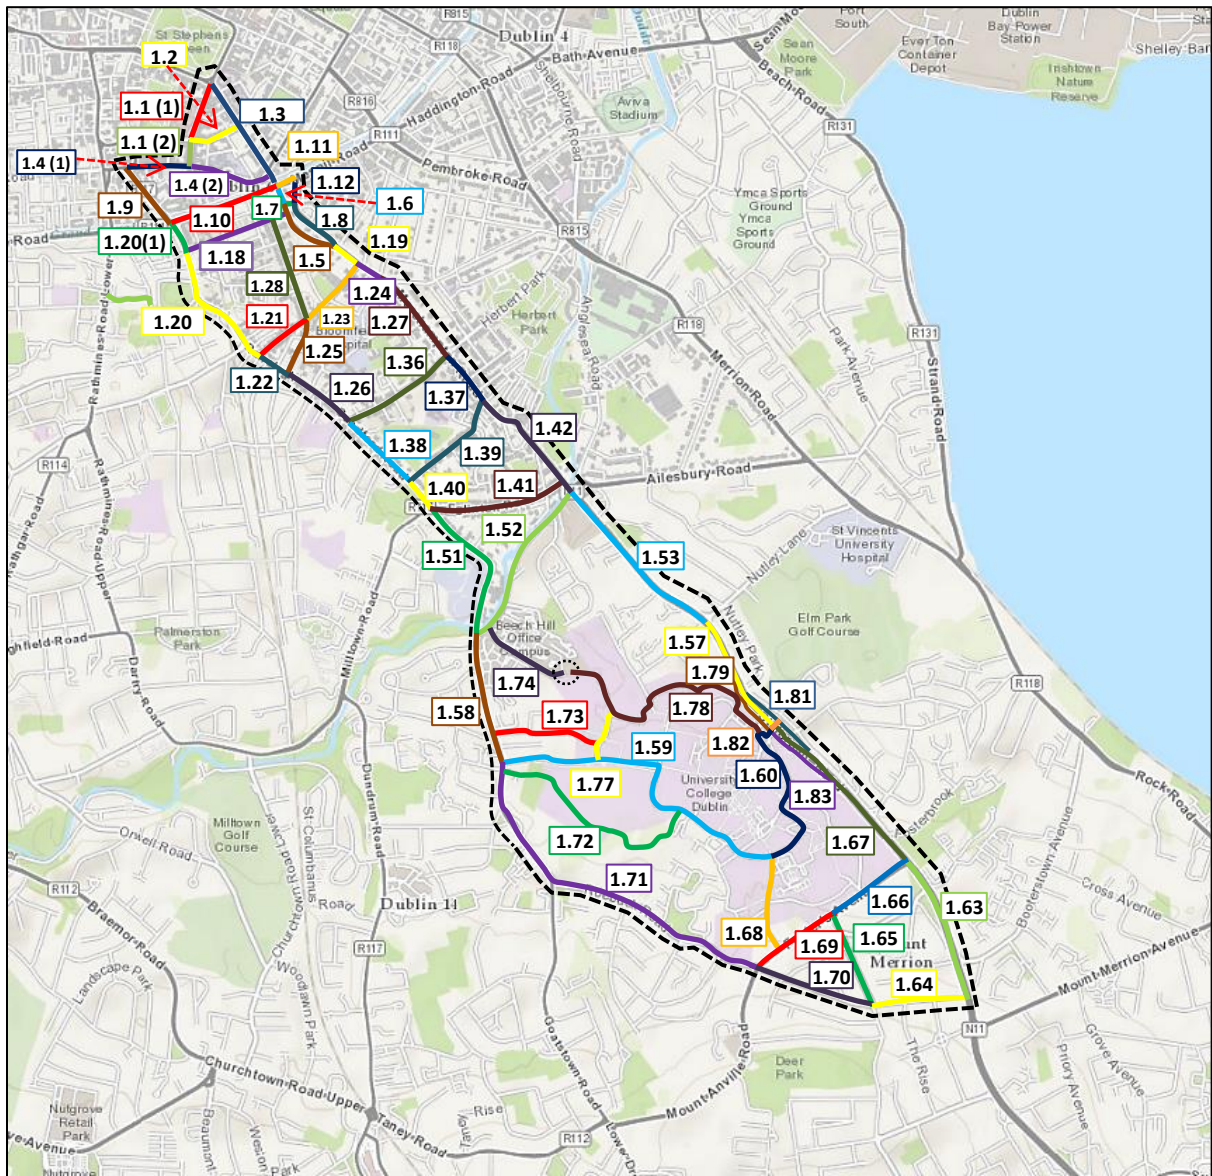 R815
Port
South
Dublin
Bay Power
Station
St Stephens
Green
R118
Dublin 4
Bath-Avenue
Sean Moore
Park
Ever Ton
Container
Depot
Shelley Ban
Irishtown
Nature
Reserve
Beach-Road
1.2
R816
Haddington-Road
Shelbourne Road
Aviva
Stadium
1.1 (1)
1.3
R111
R131
1.1 (2)
1.11
1.4 (1)
1.4 (2)
1.12
Pembroke-Road
Ymca Sports
Ground
Ymca
Sports
Ground
1.9
1.7
1.6
1.10
1.8
R815
1.20(1)
1.18
1.5
1.19
1.28
1.24
Herbert Park
Herbert
Park
Anglesea Road
Rathmines-Road Lower
1.20
1.21
1.23
1.27
R118
Merrion-Road
Park Avenue
R131
Strand-Road
1.25
1.36
1.22
1.26
1.37
1.42
R114
1.38
1.39
Ailesbury-Road
Rathmines-Road-Upper
1.40
1.41
1.52
1.51
1.53
Nutley-Lane
St Vincents
University
Hospital
Palmerston
Park
Milltown-Road
Dartry-Road
Beech Hill
Office
Campus
Nutley Park
Elm Park
Golf Course
1.57
1.74
1.79
R118
1.81
1.58
1.73
1.78
1.59
1.82
1.77
1.60
1.83
University
College
Dublin
Rock-Road
Milltown
Golf
Course
Dundrum-Road
Orwell Road
St Columbanus
Road
1.72
1.67
Booterstown-Avenue
R112
Braemor-Road
Churchtown Road Lower
Dublin 14
1.71
1.66
1.63
Cross Avenue
1.68
1.69
1.65
Mount
Merrion
R117
1.70
1.64
Mount-Merrion-Avenue
Landscape Park
Woodlawn Park
N11
Goatstown-Road
The Rise
Grove Avenue
Priory Avenue
Deer
Park
Mount-Anville-Road
Churchtown-Road-Upper
Taney-Road
Rise
R112
Nutgrove
Retail
Park
Beaumont
Weston Park
Nutgrove